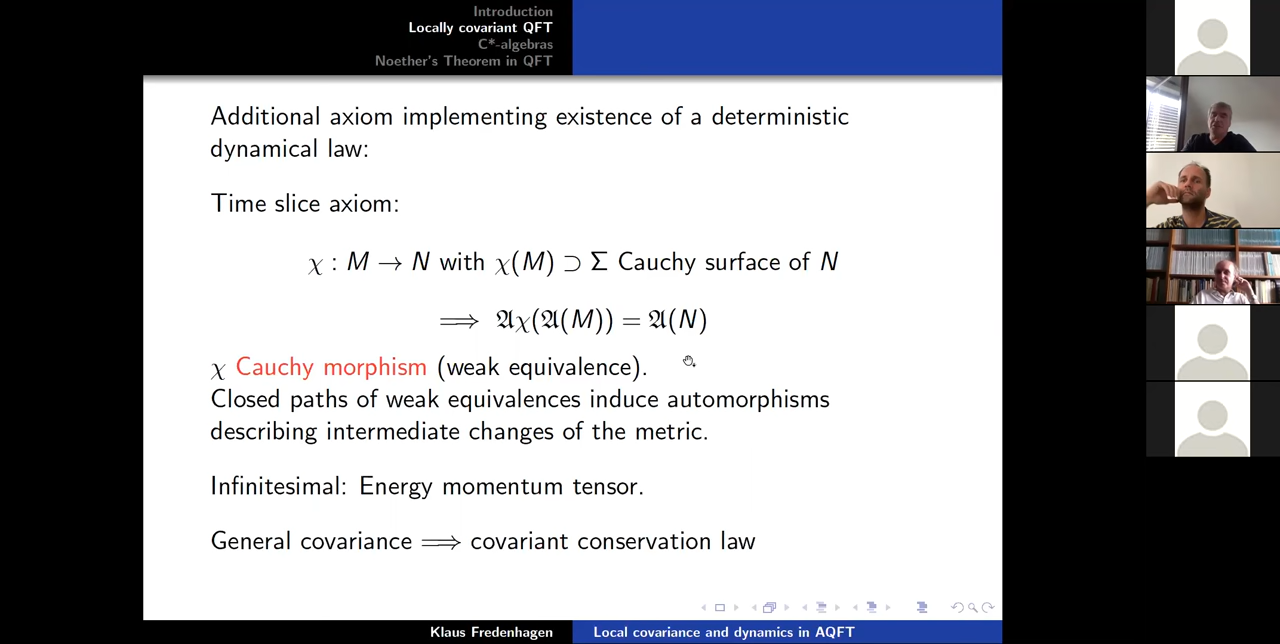 Introduction
Locally covariant QFT
C*-algebras
Noether's Theorem in QFT
Additional axiom implementing existence of a deterministic
dynamical law:
Time slice axiom:
χ : M → N with χ(M) ⊃ Σ Cauchy surface of N
⟹ 𝔄χ(𝔄(M)) = 𝔄(N)
χ Cauchy morphism (weak equivalence).
Closed paths of weak equivalences induce automorphisms
describing intermediate changes of the metric.
Infinitesimal: Energy momentum tensor.
General covariance ⟹ covariant conservation law
Klaus Fredenhagen
Local covariance and dynamics in AQFT